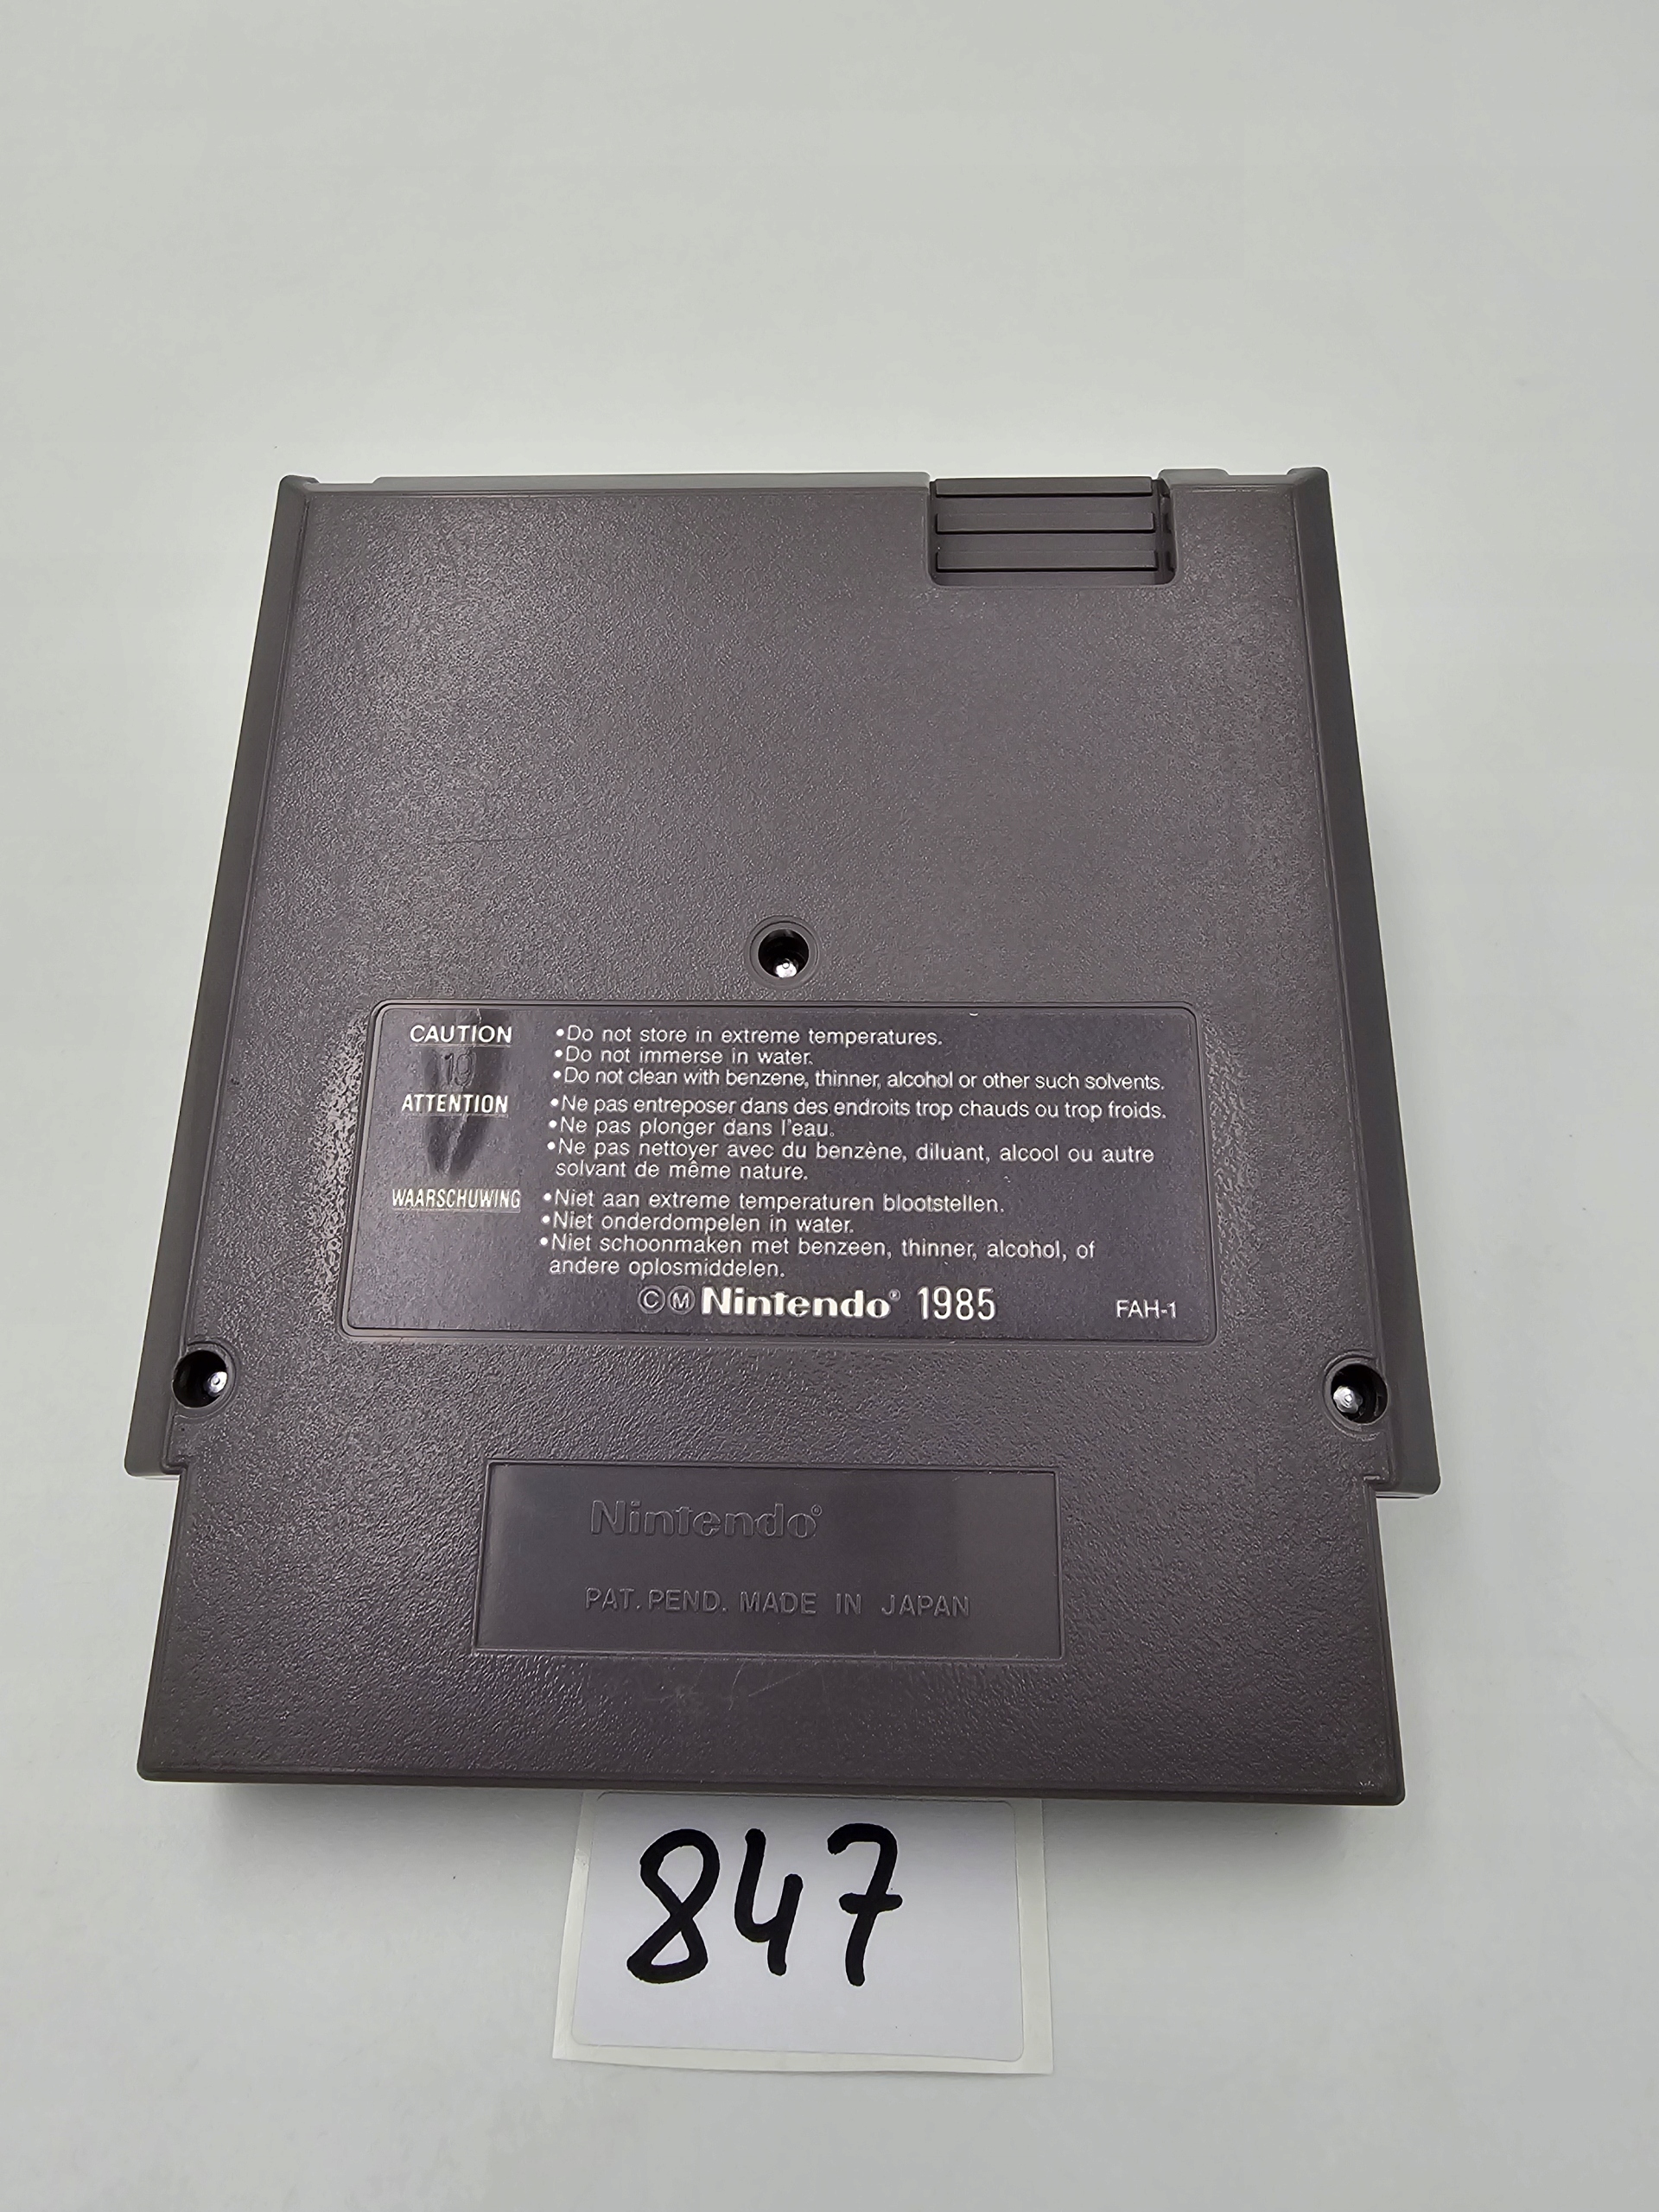 CAUTION
•Do not store in extreme temperatures.
•Do not immerse in water.
19
•Do not clean with benzene, thinner, alcohol or other such solvents.
ATTENTION
•Ne pas entreposer dans des endroits trop chauds ou trop froids.
•Ne pas plonger dans l'eau.
•Ne pas nettoyer avec du benzène, diluant, alcool ou autre
solvant de même nature.
WAARSCHUWING
•Niet aan extreme temperaturen blootstellen.
•Niet onderdompelen in water.
•Niet schoonmaken met benzeen, thinner, alcohol, of
andere oplosmiddelen.
©Ⓜ Nintendo® 1985
FAH-1
Nintendo®
PAT. PEND. MADE IN JAPAN
847